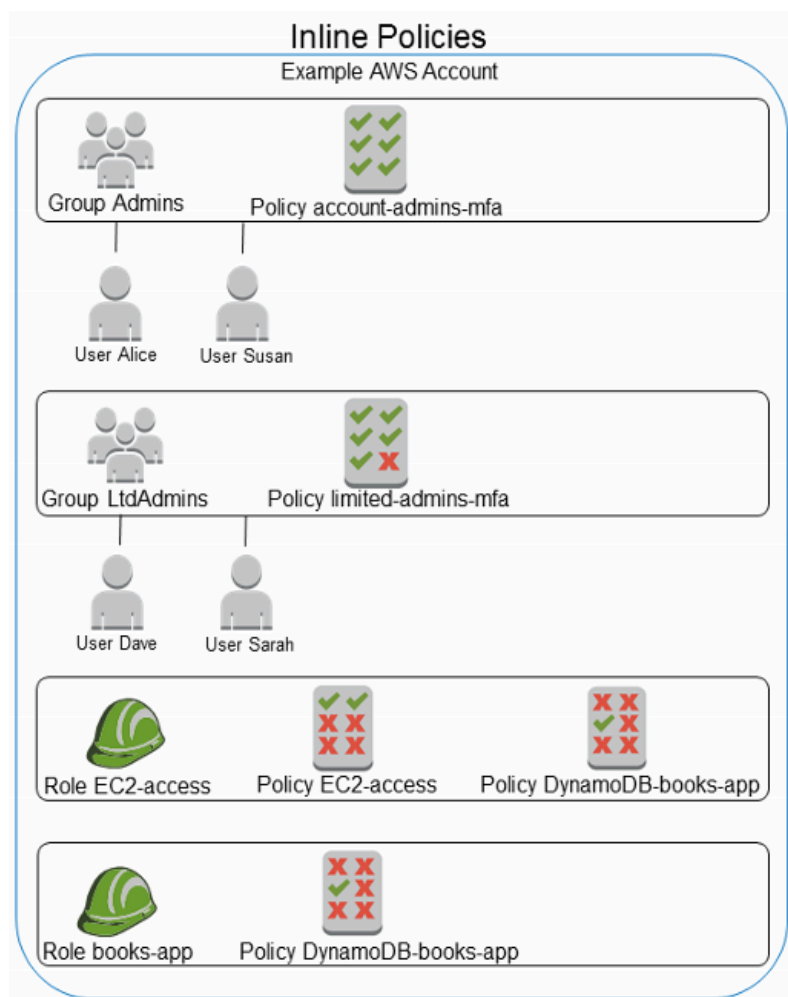 Inline Policies
Example AWS Account
Group Admins
Policy account-admins-mfa
User Alice
User Susan
Group LtdAdmins
Policy limited-admins-mfa
User Dave
User Sarah
Role EC2-access
Policy EC2-access
Policy DynamoDB-books-app
Role books-app
Policy DynamoDB-books-app